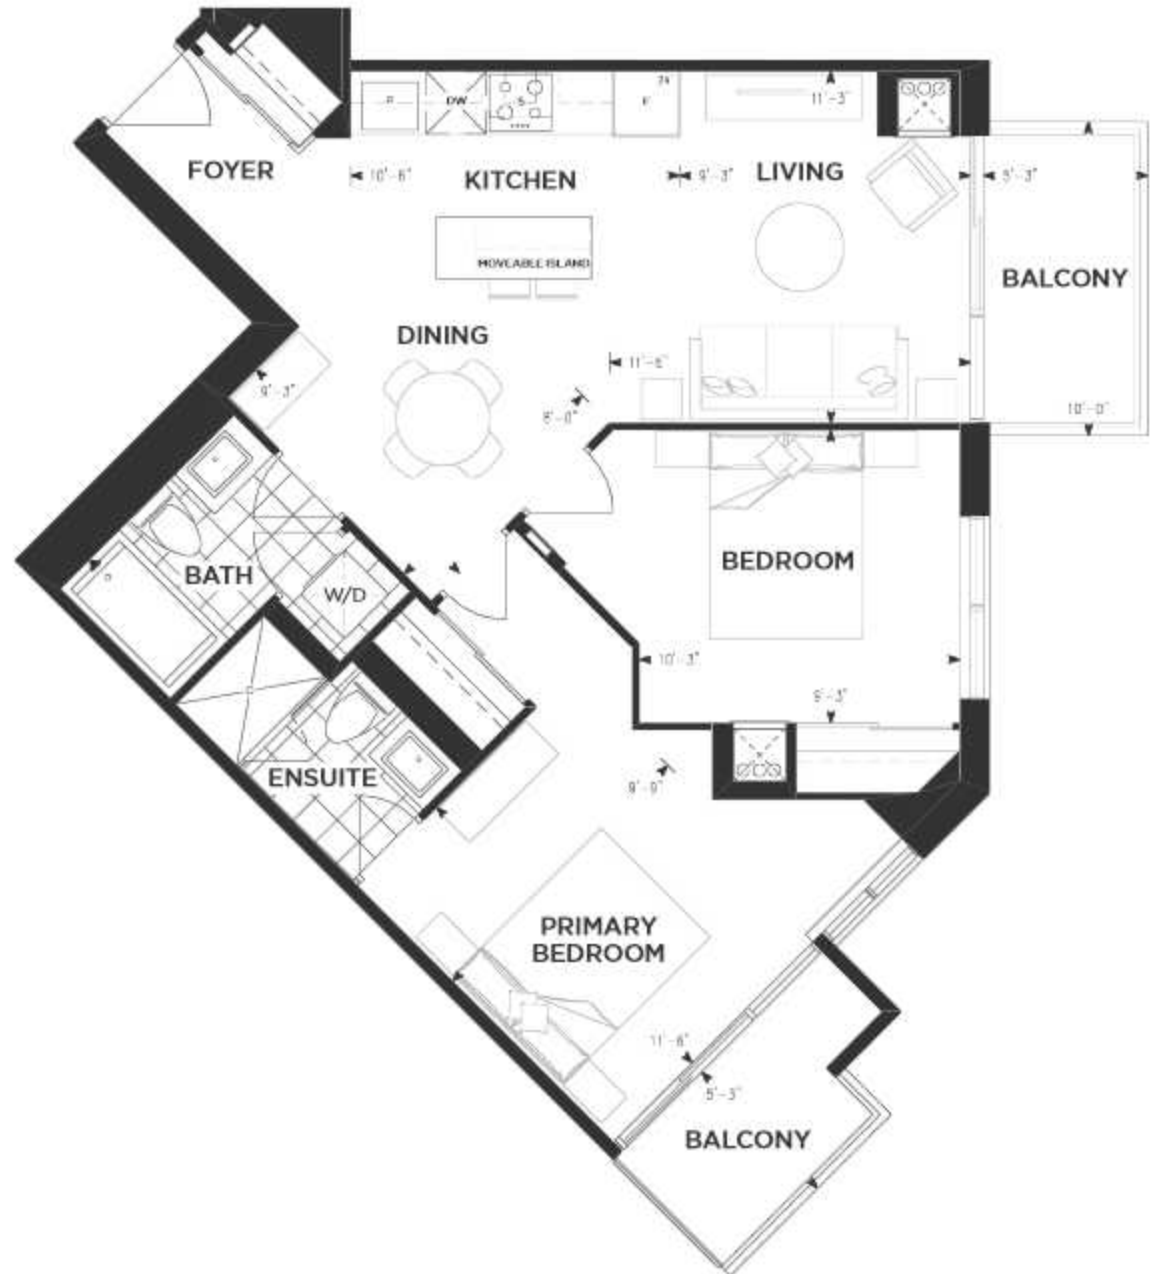 24
P
DW
S
F
11'-3"
FOYER
10'-6"
KITCHEN
9'-3"
LIVING
5'-3"
MOVEABLE ISLAND
BALCONY
DINING
11'-6"
9'-3"
8'-0"
10'-0"
BATH
W/D
BEDROOM
10'-3"
9'-3"
ENSUITE
9'-9"
PRIMARY
BEDROOM
11'-6"
5'-3"
BALCONY